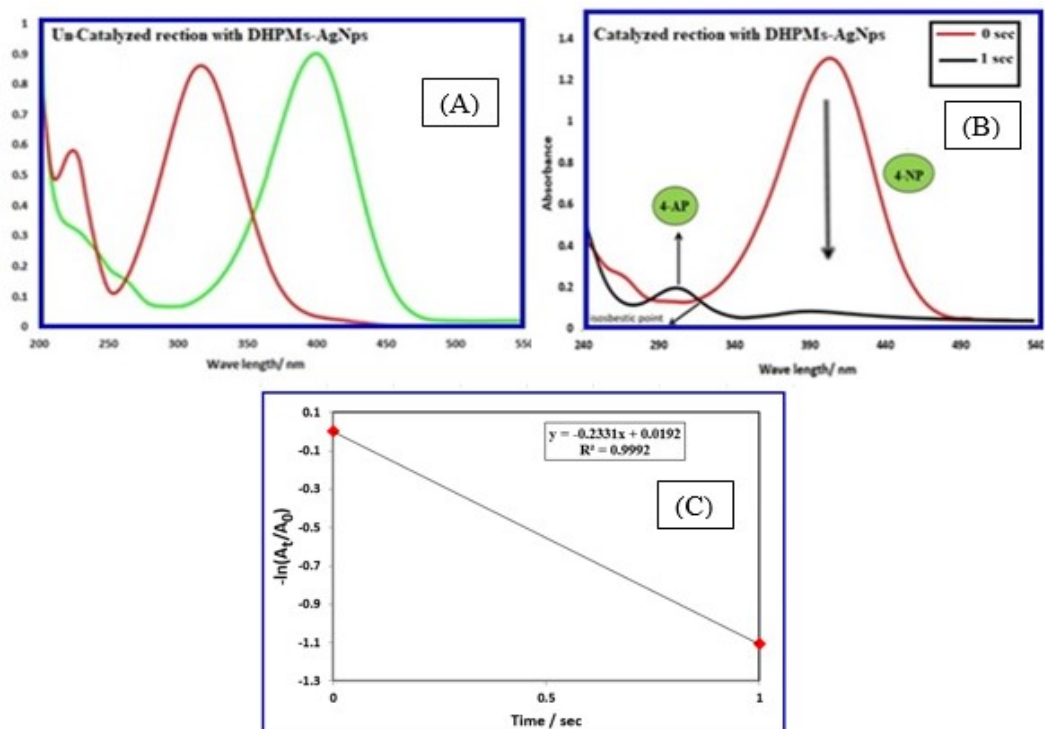 Un-Catalyzed rection with DHPMs-AgNps
(A)
1
0.9
0.8
0.7
0.6
0.5
0.4
0.3
0.2
0.1
0
200
250
300
350
400
450
500
Wave length/ nm
Catalyzed rection with DHPMs-AgNps
0 sec
1 sec
(B)
Absorbance
1.4
1.2
1
0.8
0.6
0.4
0.2
0
4-AP
4-NP
isosbestic point
240
290
340
390
440
490
540
Wave length/ nm
y = -0.2331x + 0.0192
R² = 0.9992
(C)
-ln(At/A0)
0.1
-0.1
-0.3
-0.5
-0.7
-0.9
-1.1
-1.3
0
0.5
1
Time / sec